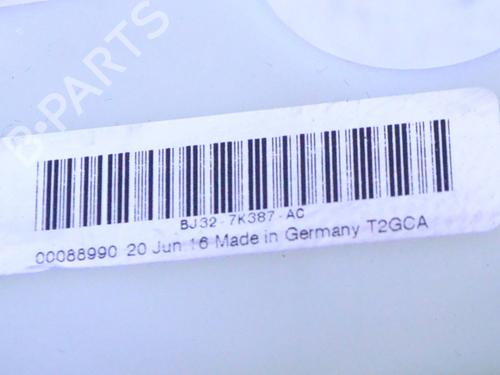 B-PARTS
BJ32-7K387-AC
00088990 20 Jun 16 Made in Germany T2GCA